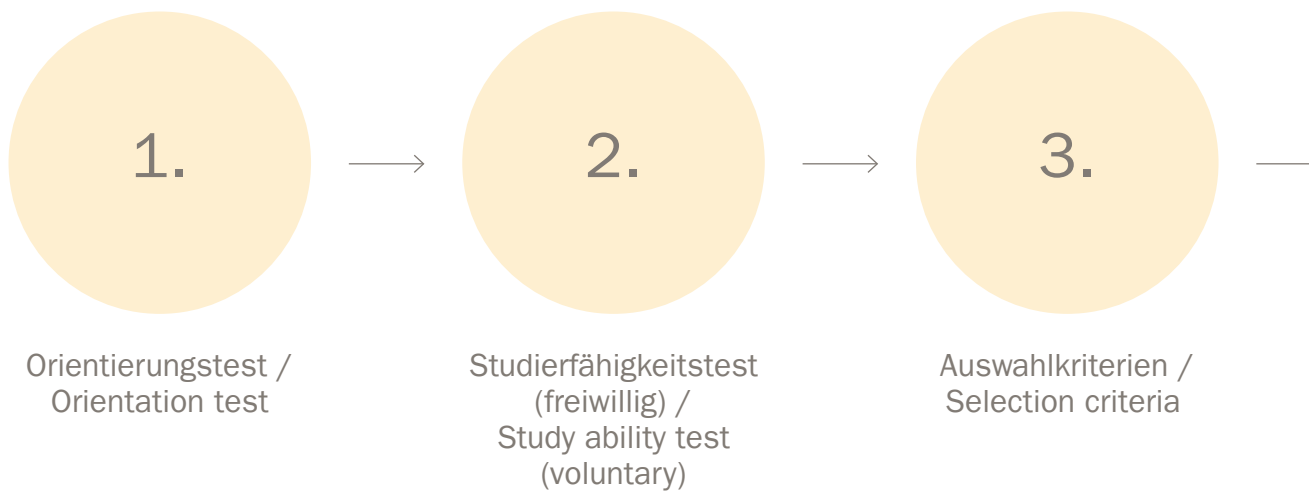 1.
Orientierungstest /
Orientation test
2.
Studierfähigkeitstest
(freiwillig) /
Study ability test
(voluntary)
3.
Auswahlkriterien /
Selection criteria